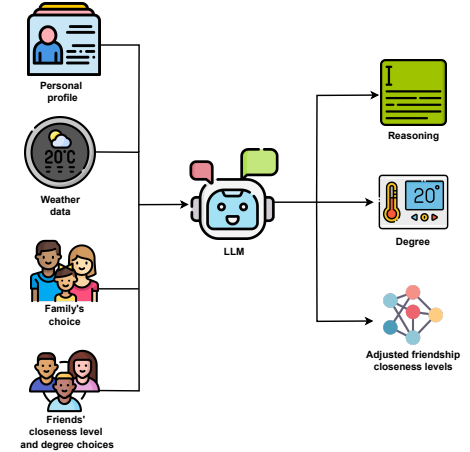 Personal
profile
20°C
Weather
data
Family's
choice
Friends'
closeness level
and degree choices
LLM
Reasoning
20°
Degree
Adjusted friendship
closeness levels